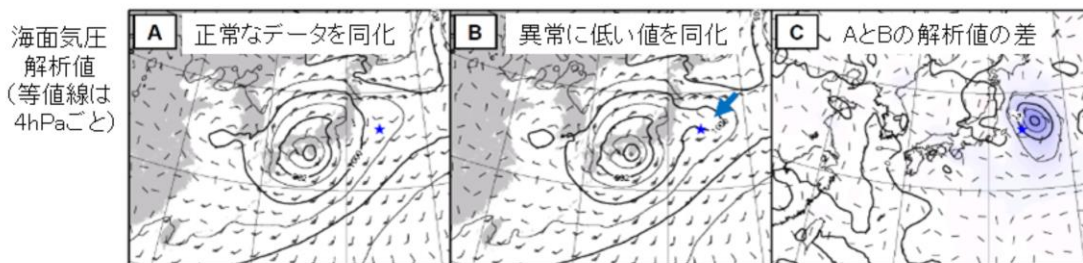 海面気圧
解析値
（等値線は
4hPaごと）
A 正常なデータを同化
B 異常に低い値を同化
C AとBの解析値の差